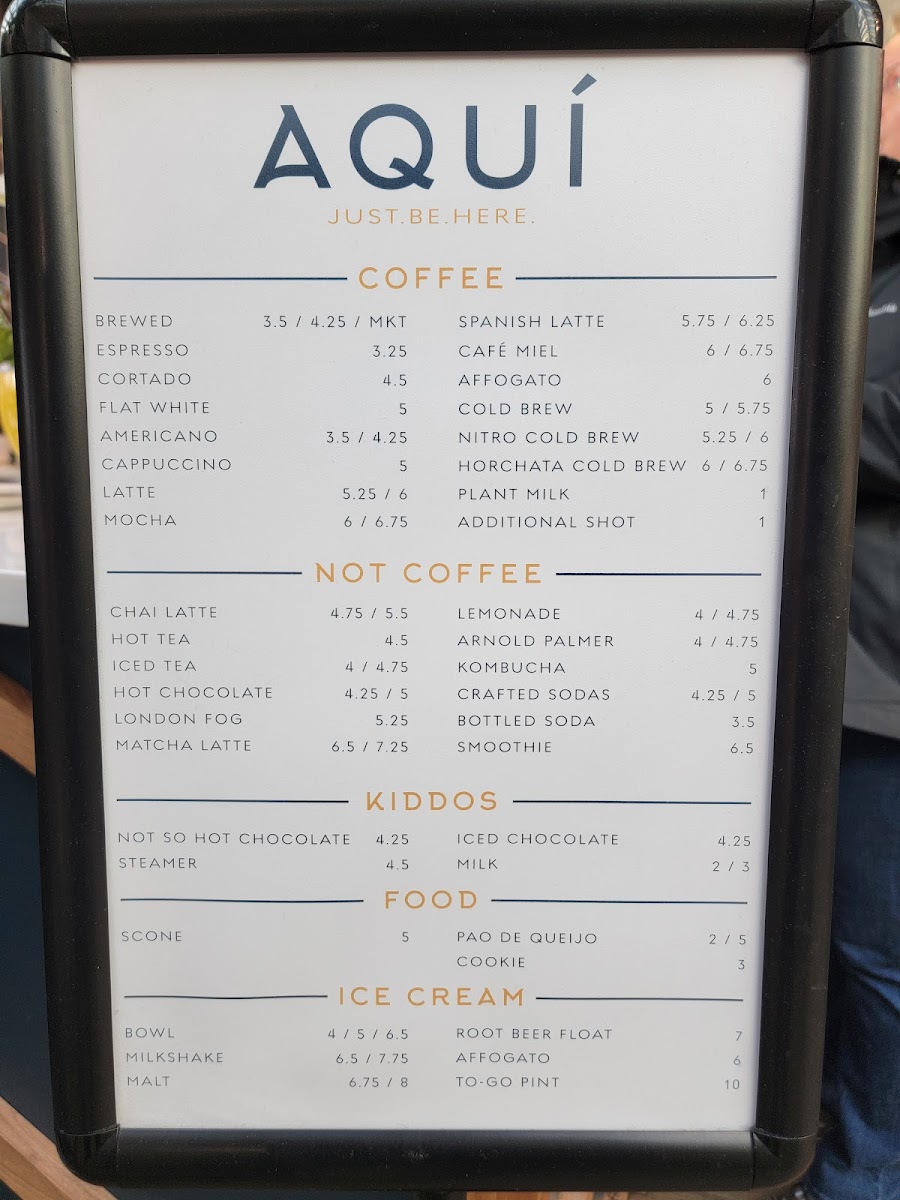 AQUÍ
JUST.BE.HERE.
COFFEE
BREWED 3.5 / 4.25 / MKT
ESPRESSO 3.25
CORTADO 4.5
FLAT WHITE 5
AMERICANO 3.5 / 4.25
CAPPUCCINO 5
LATTE 5.25 / 6
MOCHA 6 / 6.75
SPANISH LATTE 5.75 / 6.25
CAFÉ MIEL 6 / 6.75
AFFOGATO 6
COLD BREW 5 / 5.75
NITRO COLD BREW 5.25 / 6
HORCHATA COLD BREW 6 / 6.75
PLANT MILK 1
ADDITIONAL SHOT 1
NOT COFFEE
CHAI LATTE 4.75 / 5.5
HOT TEA 4.5
ICED TEA 4 / 4.75
HOT CHOCOLATE 4.25 / 5
LONDON FOG 5.25
MATCHA LATTE 6.5 / 7.25
LEMONADE 4 / 4.75
ARNOLD PALMER 4 / 4.75
KOMBUCHA 5
CRAFTED SODAS 4.25 / 5
BOTTLED SODA 3.5
SMOOTHIE 6.5
KIDDOS
NOT SO HOT CHOCOLATE 4.25
STEAMER 4.5
ICED CHOCOLATE 4.25
MILK 2 / 3
FOOD
SCONE 5
PAO DE QUEIJO 2 / 5
COOKIE 3
ICE CREAM
BOWL 4 / 5 / 6.5
MILKSHAKE 6.5 / 7.75
MALT 6.75 / 8
ROOT BEER FLOAT 7
AFFOGATO 6
TO-GO PINT 10